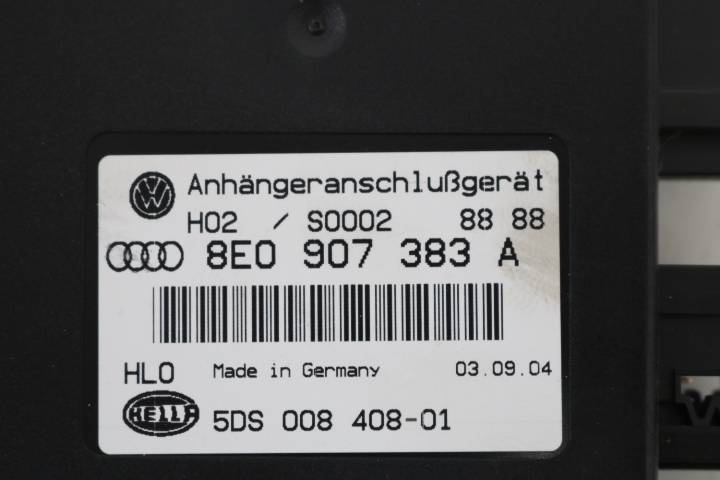 Anhängeranschlußgerät
H02 / S0002 88 88
8E0 907 383 A
HLO Made in Germany 03.09.04
HELLA 5DS 008 408-01